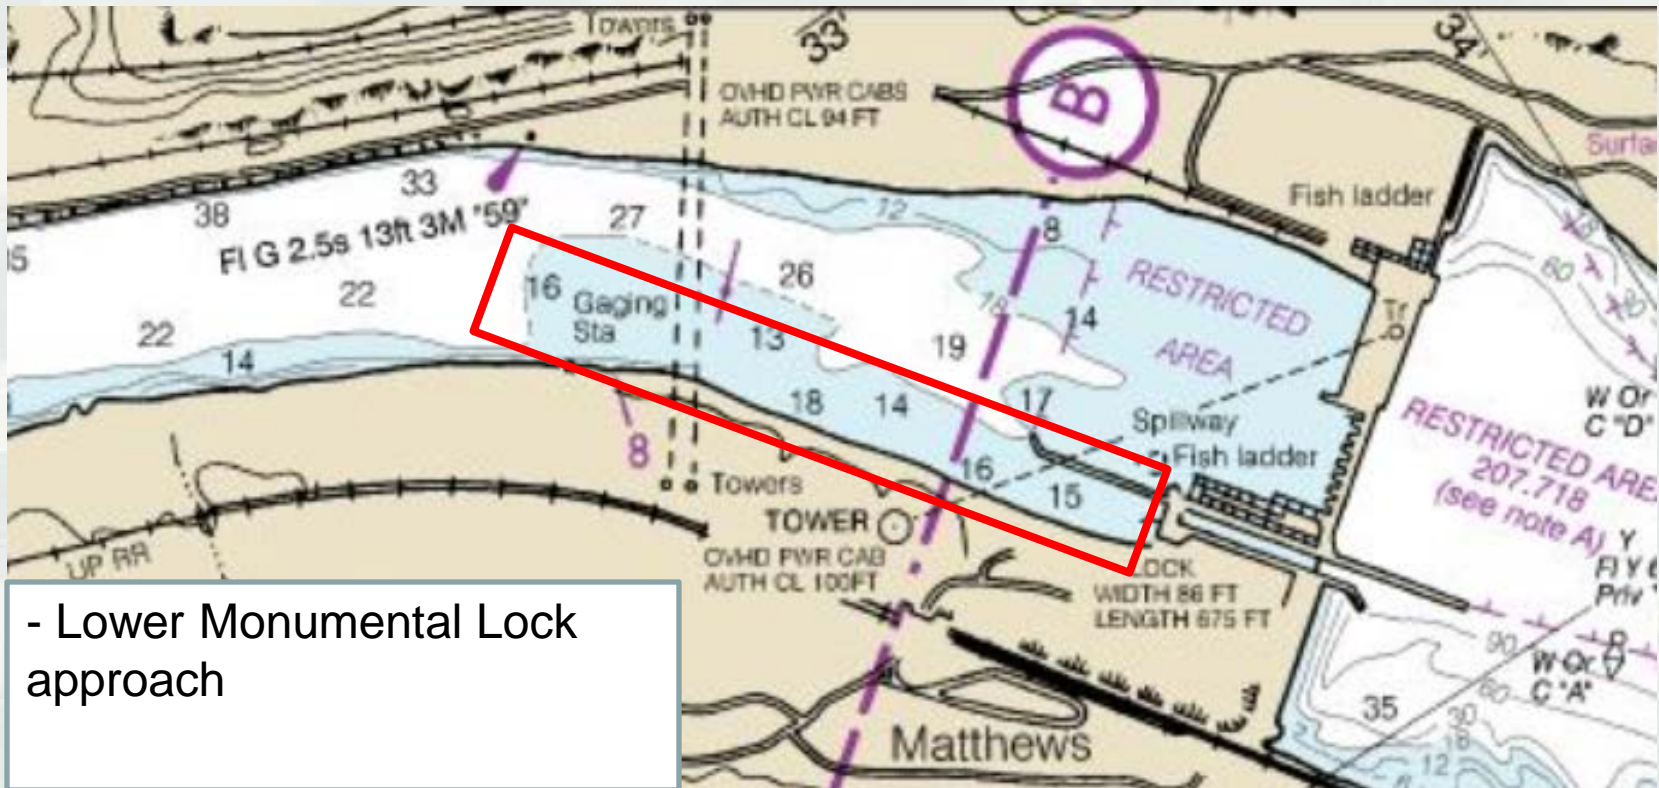 Towers
33'
34'
OVHD PWR CABS
AUTH CL 94 FT
B
Fish ladder
33
38
27
12
8
Fl G 2.5s 13ft 3M "59"
26
RESTRICTED
AREA
18
14
60
16
Gaging
Sta
22
22
13
19
14
Tr
18
14
17
Spillway
Fish ladder
W Or
C "D"
RESTRICTED
207.718
(see note A)
8
16
15
Towers
TOWER
OVHD PWR CAB
AUTH CL 100FT
LOCK
WIDTH 86 FT
LENGTH 675 FT
Y
UP RR
90
W Or
C "A"
60
35
30
18
12
Matthews
- Lower Monumental Lock
approach